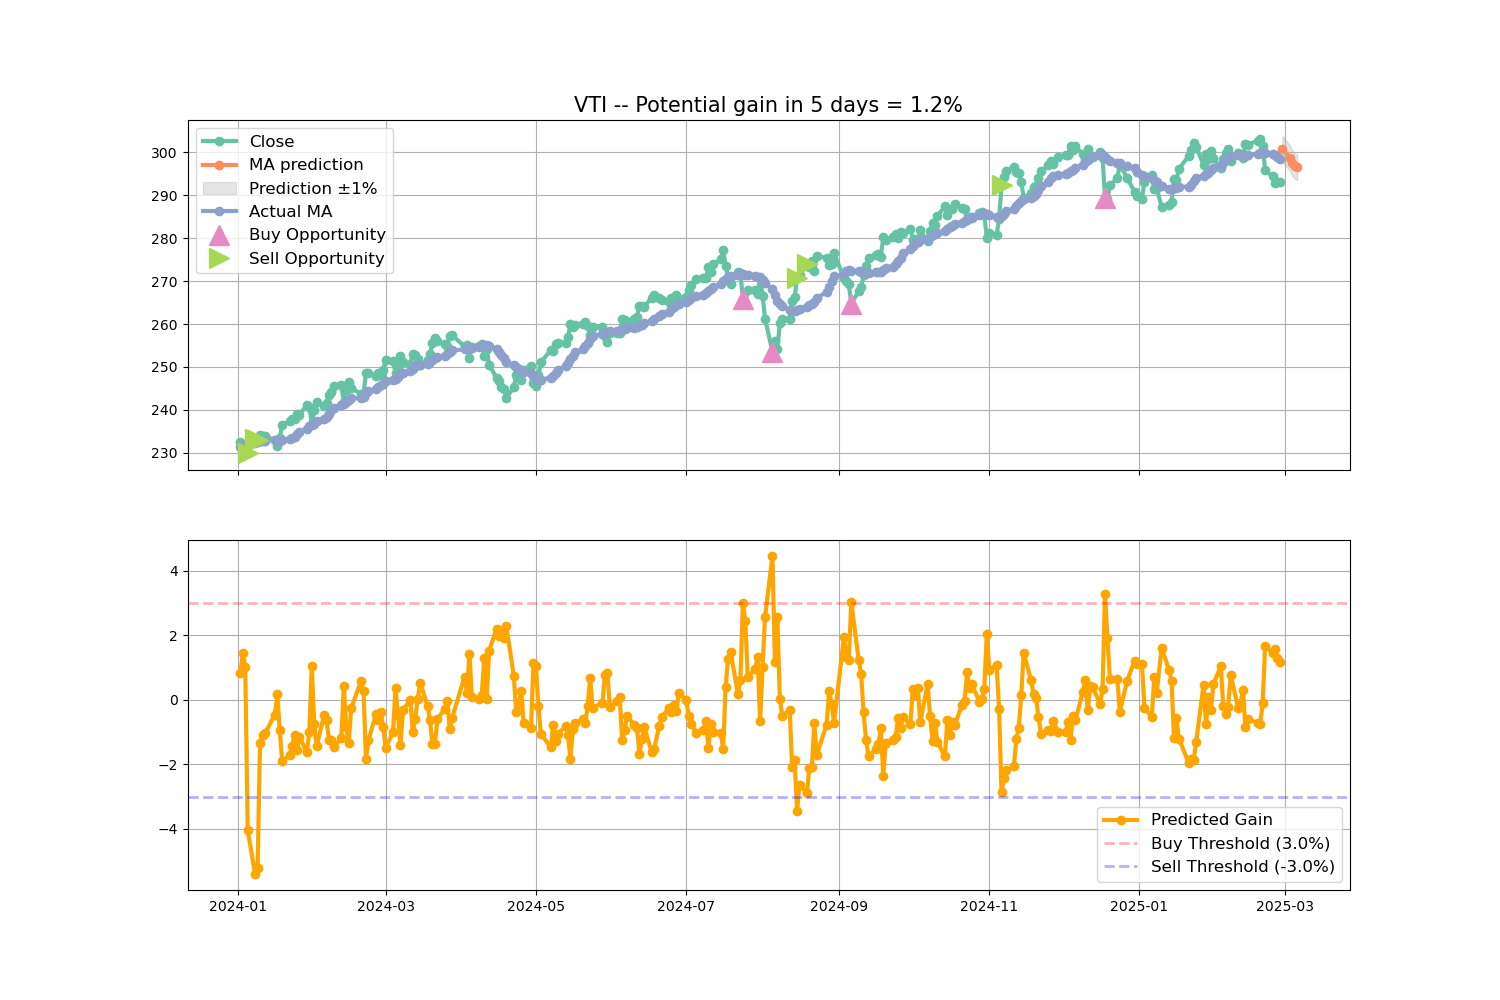 VTI -- Potential gain in 5 days = 1.2%
Close
MA prediction
Prediction ±1%
Actual MA
Buy Opportunity
Sell Opportunity
300
290
280
270
260
250
240
230
4
2
0
−2
−4
Predicted Gain
Buy Threshold (3.0%)
Sell Threshold (-3.0%)
2024-01 2024-03 2024-05 2024-07 2024-09 2024-11 2025-01 2025-03